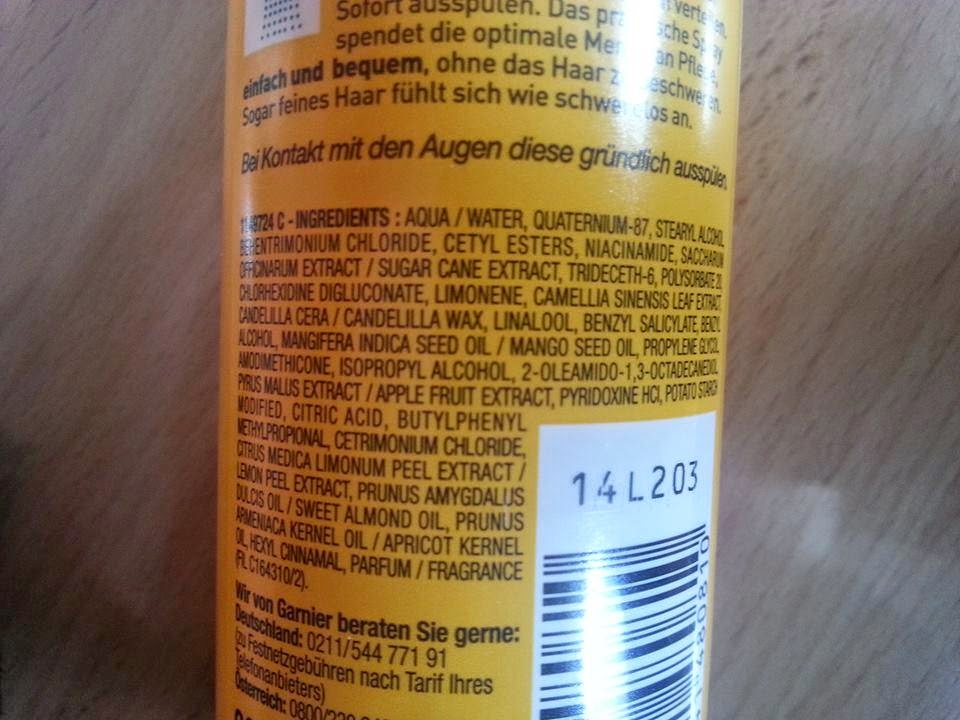 Sofort ausspülen. Das
spendet die optimale an Pflege,
einfach und bequem, ohne das Haar
Sogar feines Haar fühlt sich wie an.
Bei Kontakt mit den Augen diese gründlich ausspülen
C - INGREDIENTS : AQUA / WATER, QUATERNIUM-87, STEARYL ALCOHOL,
BEHENTRIMONIUM CHLORIDE, CETYL ESTERS, NIACINAMIDE, SACCHARUM
OFFICINARUM EXTRACT / SUGAR CANE EXTRACT, TRIDECETH-6, POLYSORBATE 20,
CHLORHEXIDINE DIGLUCONATE, LIMONENE, CAMELLIA SINENSIS LEAF EXTRACT,
CANDELILLA CERA / CANDELILLA WAX, LINALOOL, BENZYL SALICYLATE, BENZYL
ALCOHOL, MANGIFERA INDICA SEED OIL / MANGO SEED OIL, PROPYLENE GLYCOL,
AMODIMETHICONE, ISOPROPYL ALCOHOL, 2-OLEAMIDO-1,3-OCTADECANEDIOL,
PYRUS MALUS EXTRACT / APPLE FRUIT EXTRACT, PYRIDOXINE HCl, POTATO STARCH
MODIFIED, CITRIC ACID, BUTYLPHENYL
METHYLPROPIONAL, CETRIMONIUM CHLORIDE,
CITRUS MEDICA LIMONUM PEEL EXTRACT /
LEMON PEEL EXTRACT, PRUNUS AMYGDALUS
DULCIS OIL / SWEET ALMOND OIL, PRUNUS
ARMENIACA KERNEL OIL / APRICOT KERNEL
OIL, HEXYL CINNAMAL, PARFUM / FRAGRANCE
(FIL C164310/2).
14L203
Wir von Garnier beraten Sie gerne:
Deutschland: 0211/544 771 91
(zu Festnetzgebühren nach Tarif Ihres
Telefonanbieters)
Österreich: